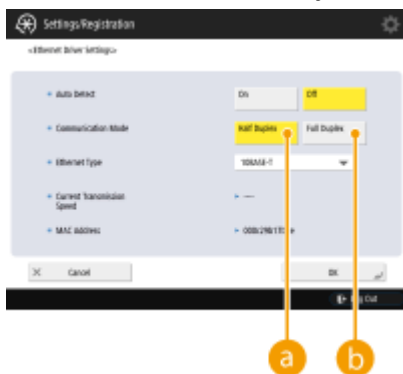 Settings/Registration
<Ethernet Driver Settings>
Auto Detect
On
Off
Communication Mode
Half Duplex
Full Duplex
Ethernet Type
10BASE-T
Current Transmission
Speed
----
MAC Address
Cancel
OK
Log Out
a
b